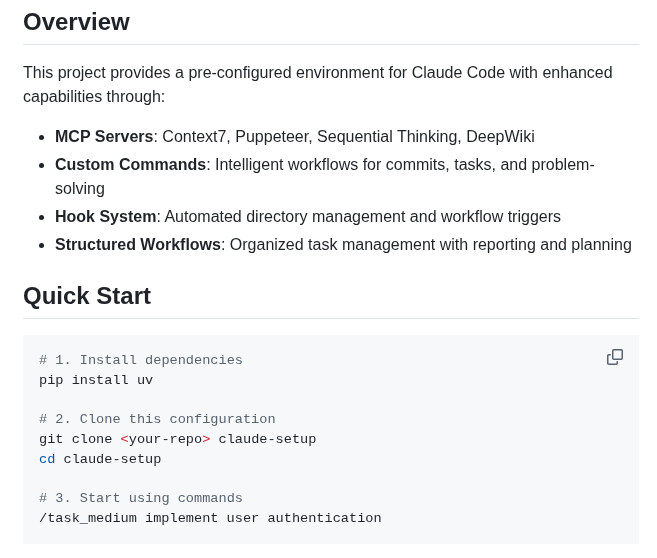 Overview
This project provides a pre-configured environment for Claude Code with enhanced
capabilities through:
• MCP Servers: Context7, Puppeteer, Sequential Thinking, DeepWiki
• Custom Commands: Intelligent workflows for commits, tasks, and problem-
solving
• Hook System: Automated directory management and workflow triggers
• Structured Workflows: Organized task management with reporting and planning
Quick Start
# 1. Install dependencies
pip install uv
# 2. Clone this configuration
git clone <your-repo> claude-setup
cd claude-setup
# 3. Start using commands
/task_medium implement user authentication